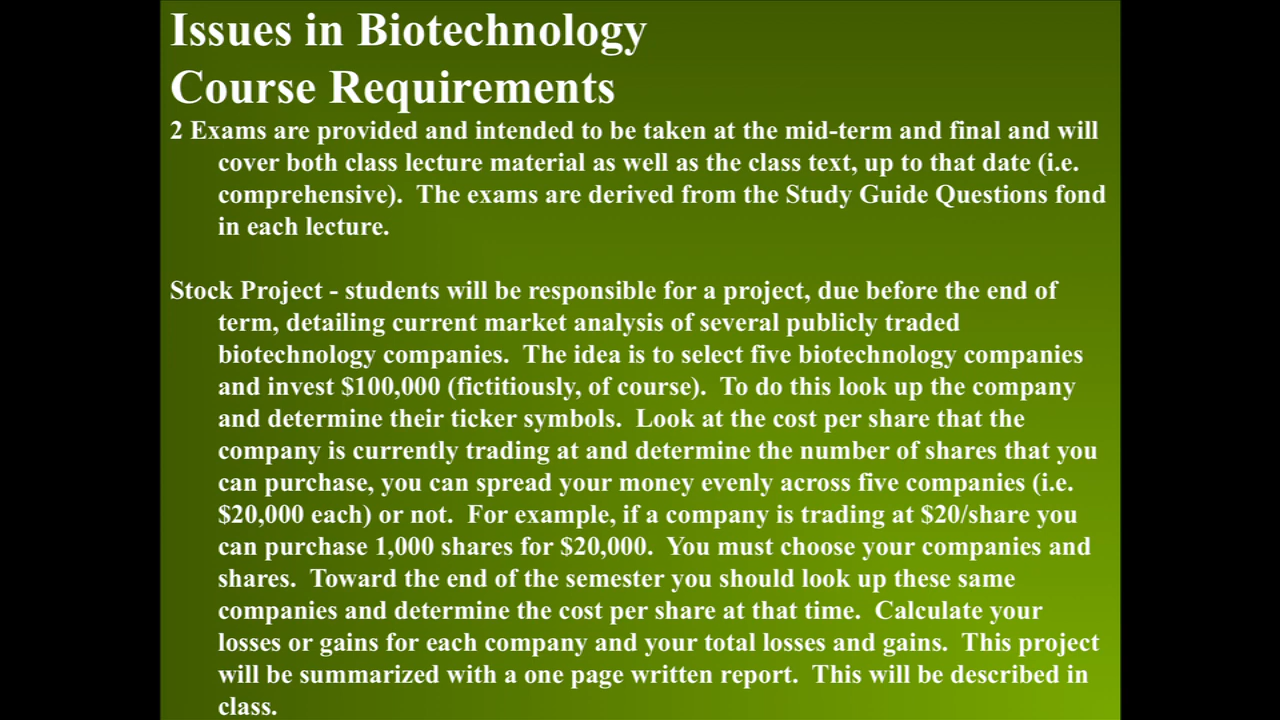 Issues in Biotechnology
Course Requirements
2 Exams are provided and intended to be taken at the mid-term and final and will
cover both class lecture material as well as the class text, up to that date (i.e.
comprehensive).  The exams are derived from the Study Guide Questions fond
in each lecture.
Stock Project - students will be responsible for a project, due before the end of
term, detailing current market analysis of several publicly traded
biotechnology companies.  The idea is to select five biotechnology companies
and invest $100,000 (fictitiously, of course).  To do this look up the company
and determine their ticker symbols.  Look at the cost per share that the
company is currently trading at and determine the number of shares that you
can purchase, you can spread your money evenly across five companies (i.e.
$20,000 each) or not.  For example, if a company is trading at $20/share you
can purchase 1,000 shares for $20,000.  You must choose your companies and
shares.  Toward the end of the semester you should look up these same
companies and determine the cost per share at that time.  Calculate your
losses or gains for each company and your total losses and gains.  This project
will be summarized with a one page written report.  This will be described in
class.